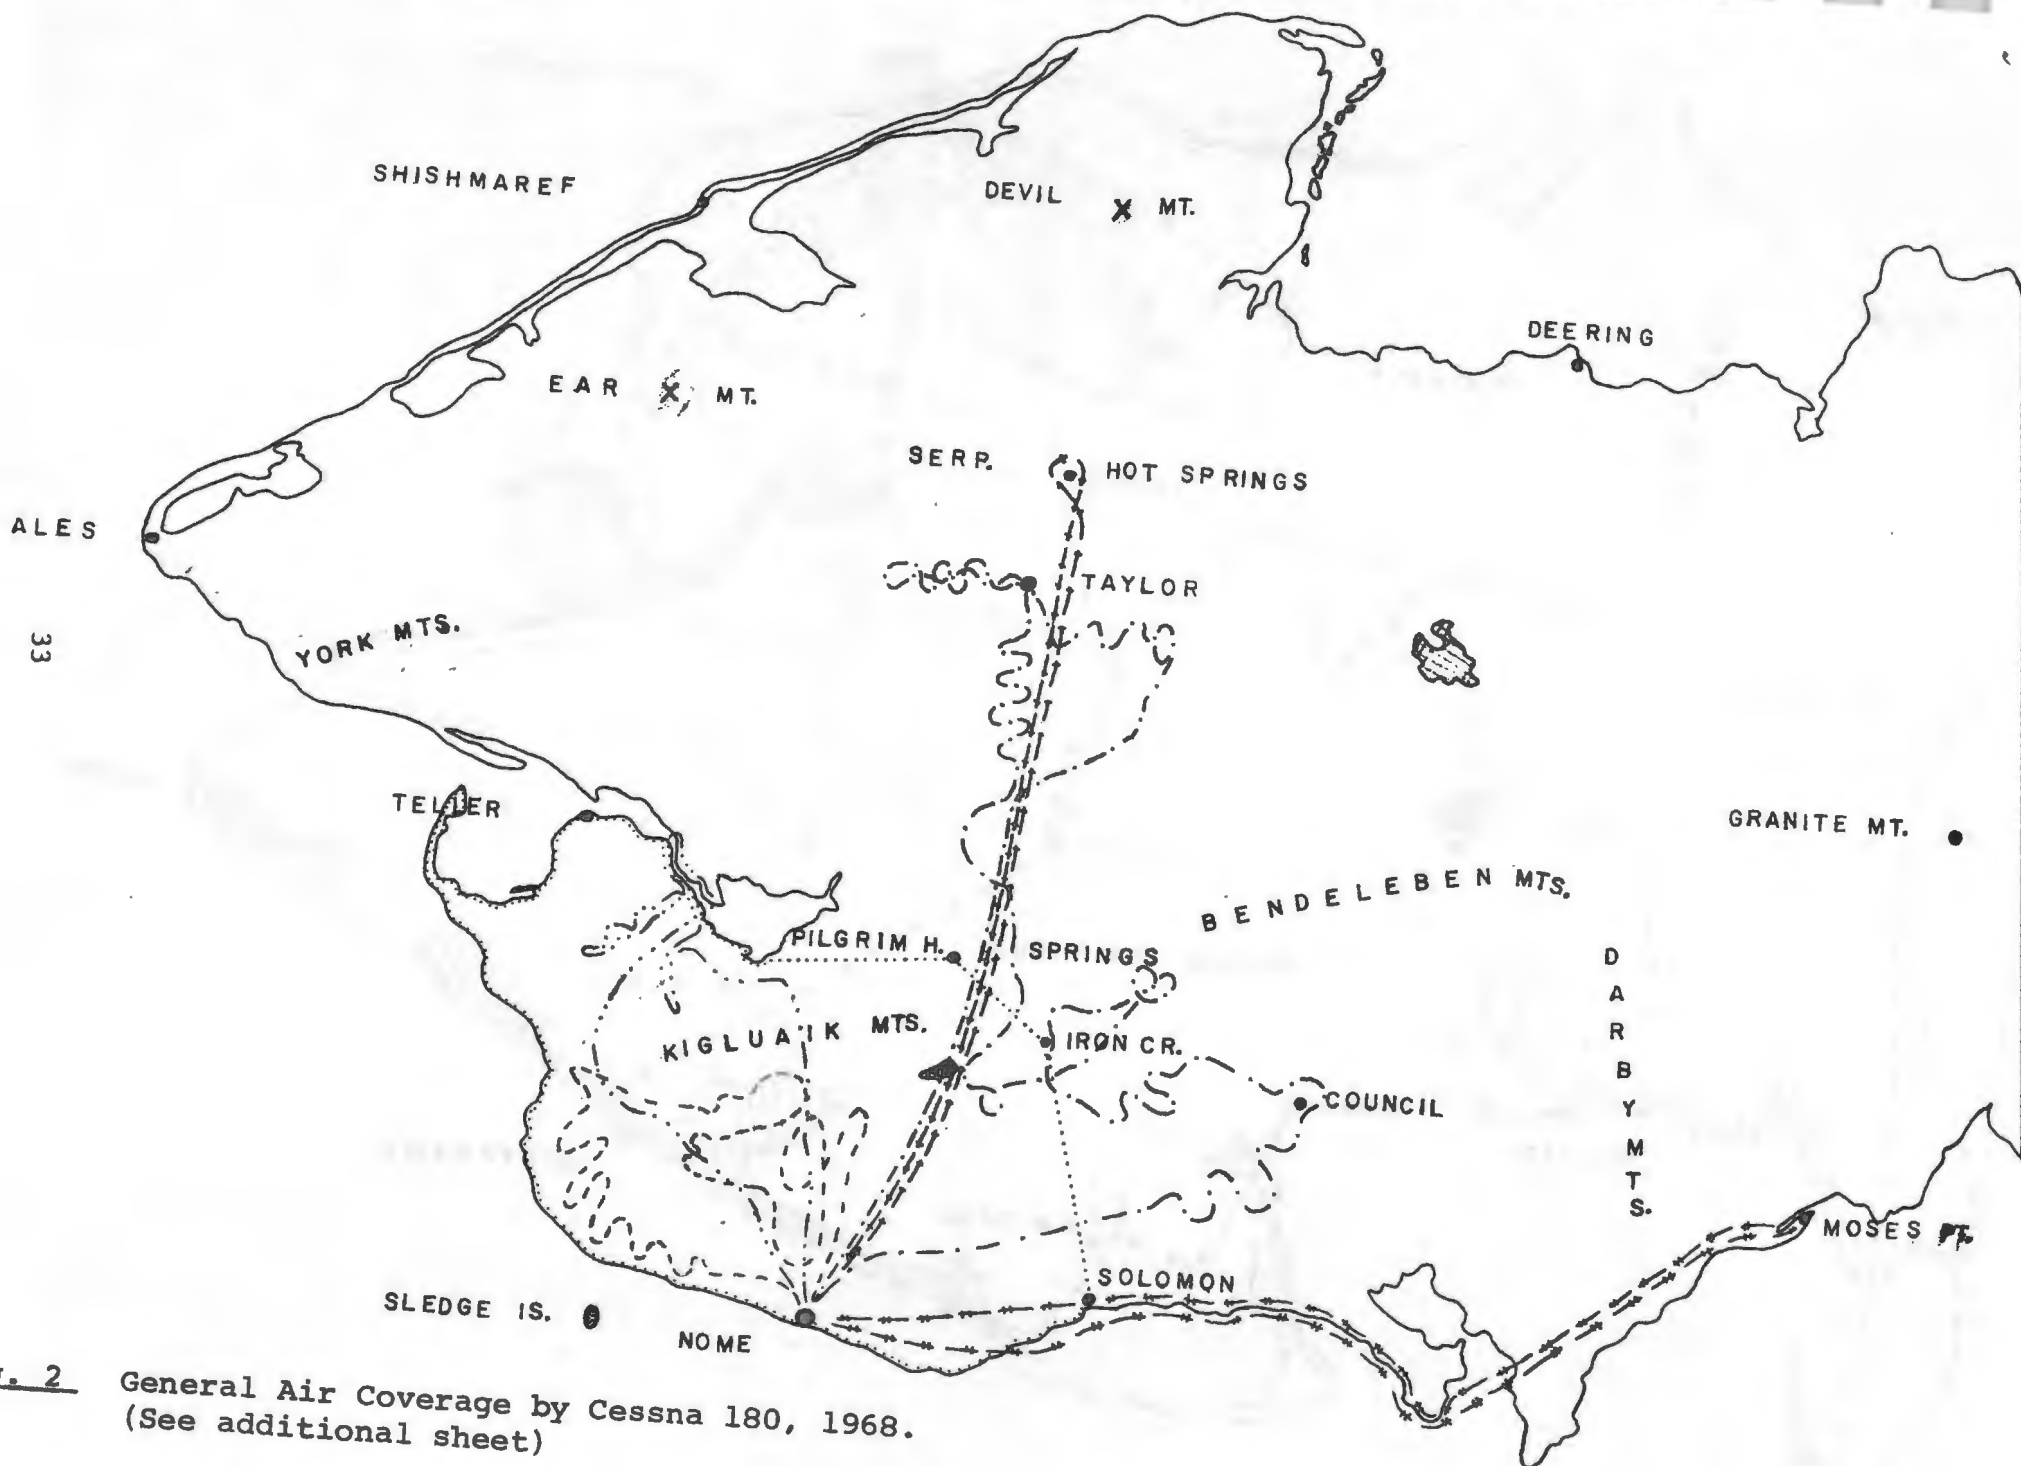 SHISHMAREF
DEVIL X MT.
DEERING
EAR X MT.
SERP. HOT SPRINGS
ALES
TAYLOR
33
YORK MTS.
TELLER
GRANITE MT.
BENDELEBEN MTS.
PILGRIM H. SPRINGS
DARBY MTS.
KIGLUAIK MTS.
IRON CR.
COUNCIL
MOSES PT.
SOLOMON
SLEDGE IS.
NOME
. 2 General Air Coverage by Cessna 180, 1968.
(See additional sheet)